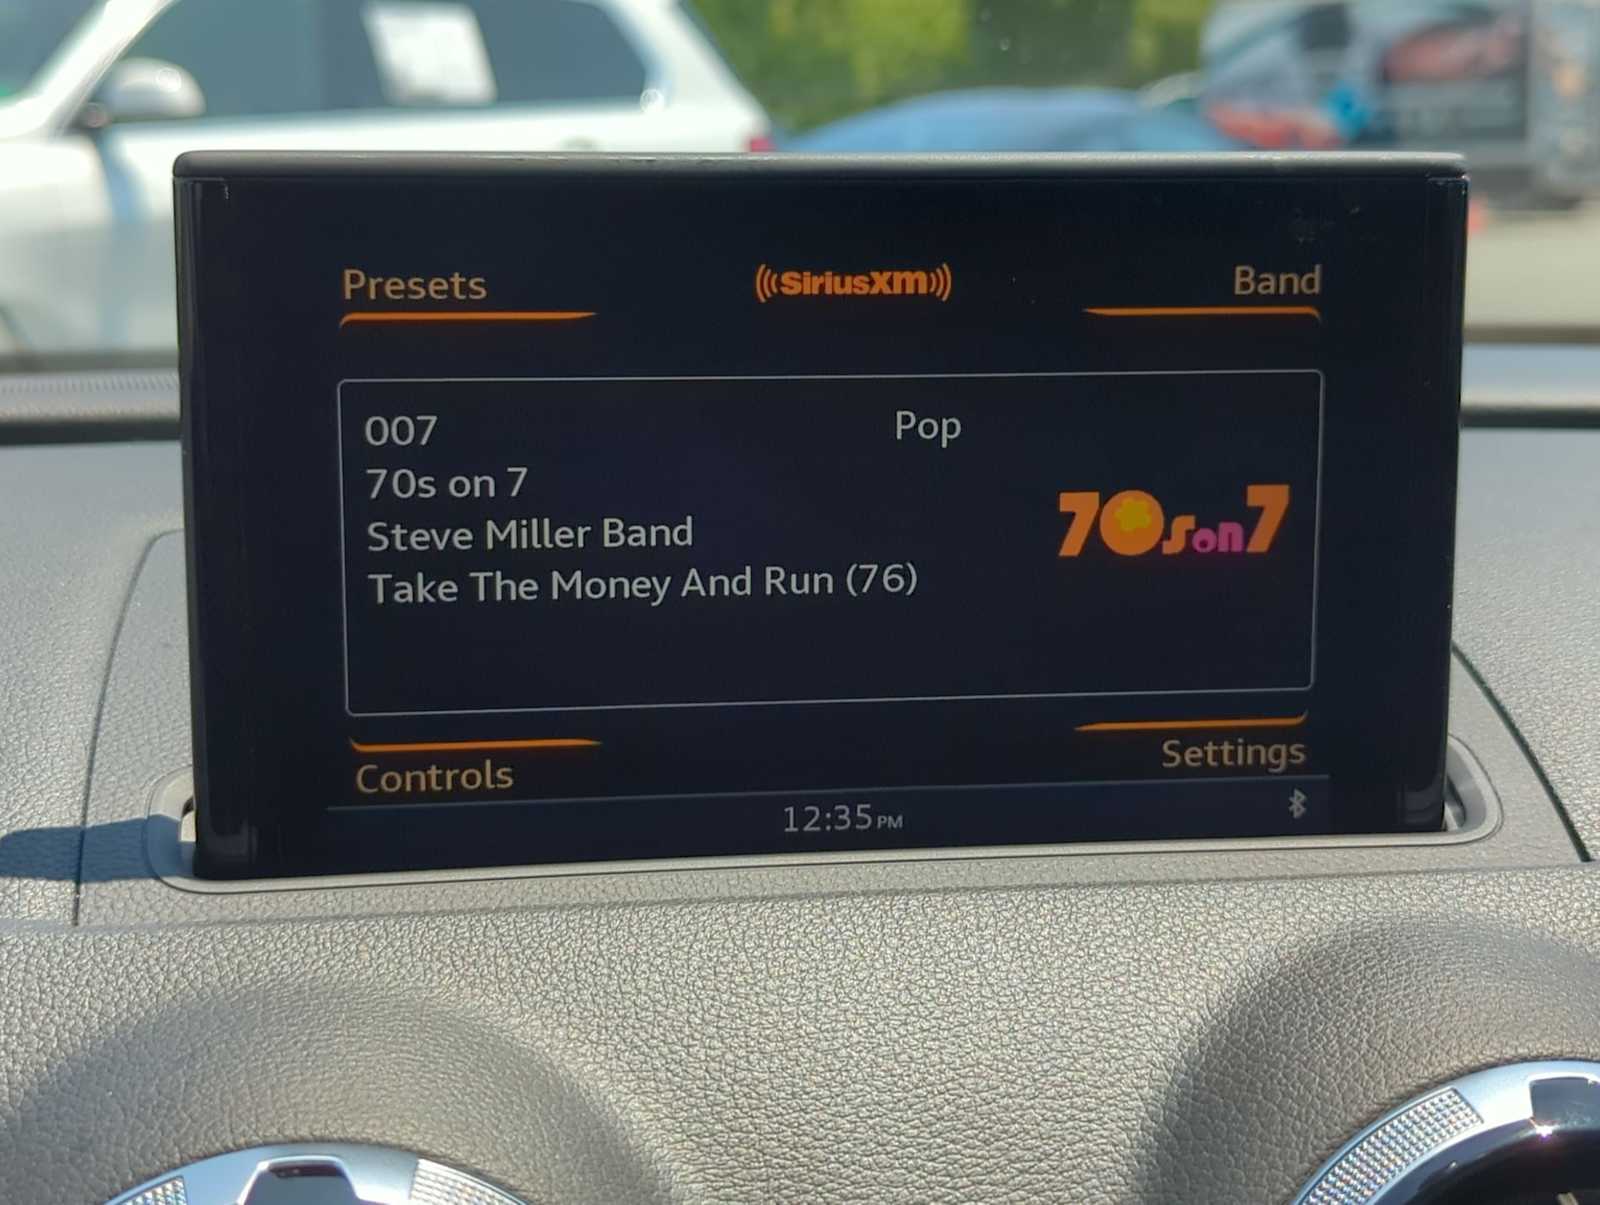 Presets
((SiriusXM))
Band
007
Pop
70s on 7
Steve Miller Band
Take The Money And Run (76)
70s on 7
Controls
Settings
12:35 PM